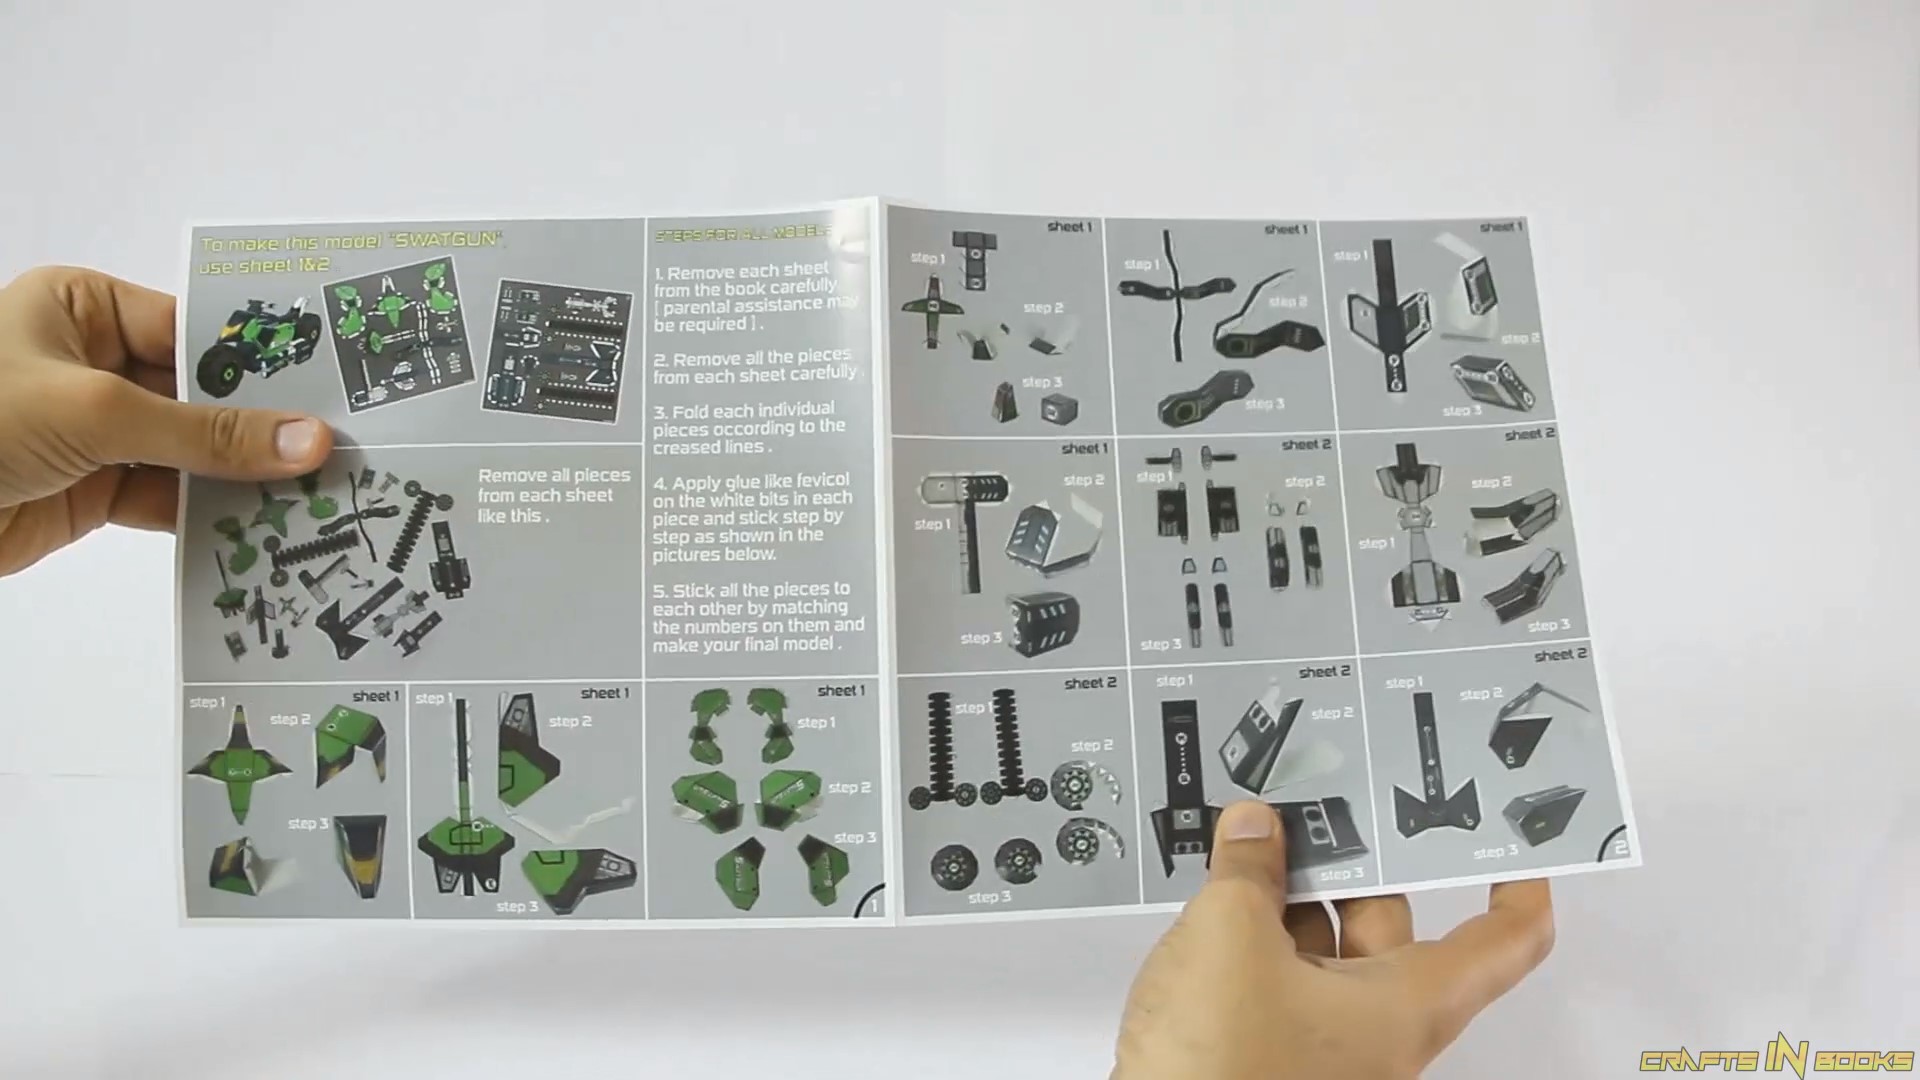 To make this model "SWATGUN",
use sheet 1&2
STEPS FOR ALL MODELS
1. Remove each sheet
from the book carefully
[ parental assistance may
be required ] .
2. Remove all the pieces
from each sheet carefully .
3. Fold each individual
pieces occording to the
creased lines .
4. Apply glue like fevicol
on the white bits in each
piece and stick step by
step as shown in the
pictures below.
5. Stick all the pieces to
each other by matching
the numbers on them and
make your final model .
Remove all pieces
from each sheet
like this .
step 1
sheet 1
step 2
step 3
step 1
sheet 1
step 2
step 3
sheet 1
step 1
step 2
step 3
1
sheet 1
step 1
step 2
step 3
sheet 1
step 1
step 2
step 3
sheet 1
step 1
step 2
step 3
sheet 1
step 2
step 1
step 3
sheet 2
step 1
step 2
step 3
sheet 2
step 2
step 1
step 3
sheet 2
step 1
step 2
step 3
step 1
sheet 2
step 2
step 3
sheet 2
step 1
step 2
step 3
2
CRAFTS IN BOOKS